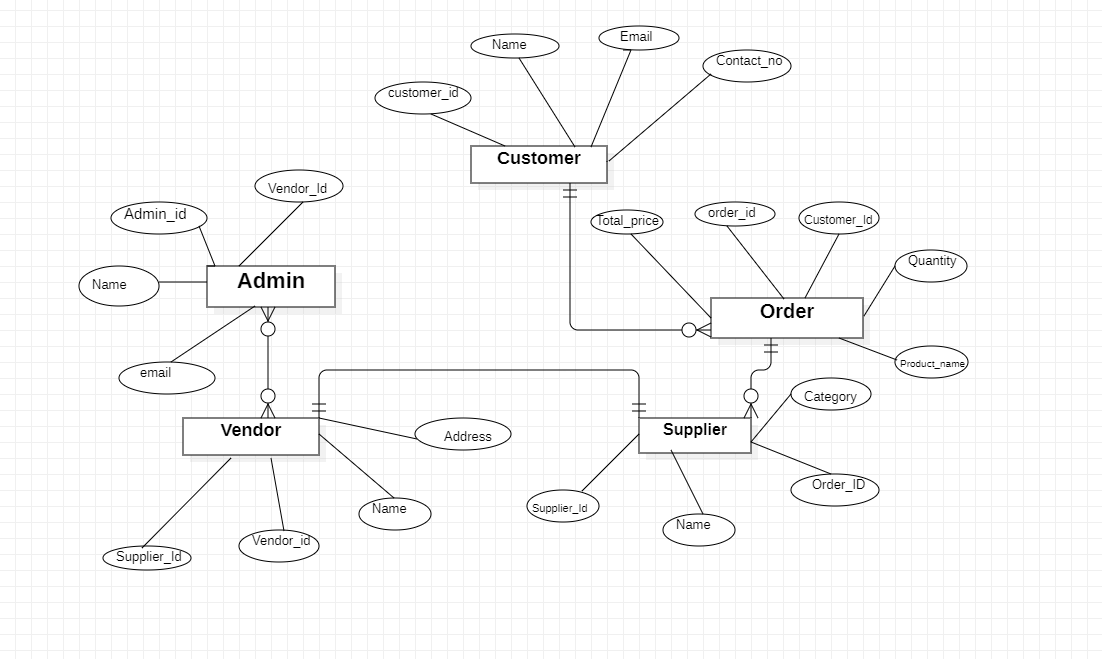 Name
Email
Contact_no
customer_id
Customer
Vendor_Id
Admin_id
Total_price
order_id
Customer_Id
Quantity
Name
Admin
Order
email
Product_name
Category
Vendor
Address
Supplier
Supplier_Id
Vendor_id
Name
Supplier_Id
Name
Order_ID